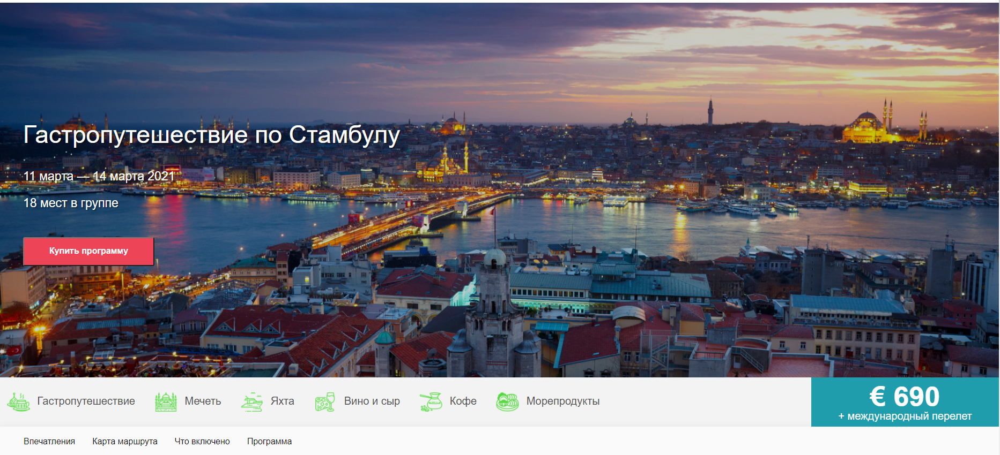 Гастропутешествие по Стамбулу
11 марта — 14 марта 2021
18 мест в группе
Купить программу
Гастропутешествие
Мечеть
Яхта
Вино и сыр
Кофе
Морепродукты
€ 690
+ международный перелет
Впечатления
Карта маршрута
Что включено
Программа